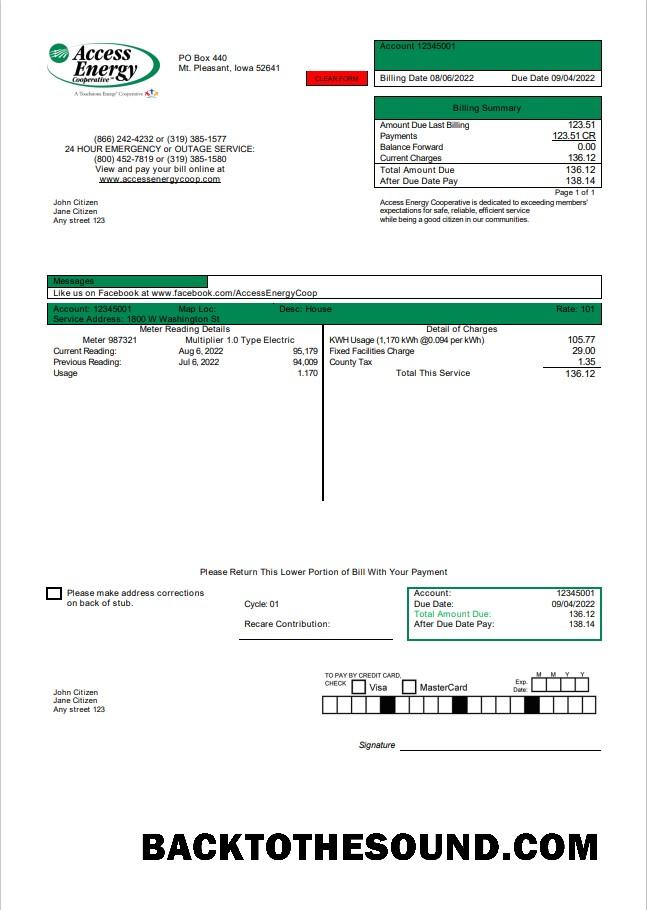 Access
Energy
Cooperative™
A Touchstone Energy® Cooperative
PO Box 440
Mt. Pleasant, Iowa 52641
CLEAR FORM
Account 12345001
Billing Date 08/06/2022 Due Date 09/04/2022
Billing Summary
Amount Due Last Billing 123.51
Payments 123.51 CR
Balance Forward 0.00
Current Charges 136.12
Total Amount Due 136.12
After Due Date Pay 138.14
Page 1 of 1
(866) 242-4232 or (319) 385-1577
24 HOUR EMERGENCY or OUTAGE SERVICE:
(800) 452-7819 or (319) 385-1580
View and pay your bill online at
www.accessenergycoop.com
John Citizen
Jane Citizen
Any street 123
Access Energy Cooperative is dedicated to exceeding members'
expectations for safe, reliable, efficient service
while being a good citizen in our communities.
Messages
Like us on Facebook at www.facebook.com/AccessEnergyCoop
Account: 12345001 Map Loc: Desc: House Rate: 101
Service Address: 1800 W Washington St
Meter Reading Details
Meter 987321 Multiplier 1.0 Type Electric
Current Reading: Aug 6, 2022 95,179
Previous Reading: Jul 6, 2022 94,009
Usage 1.170
Detail of Charges
KWH Usage (1,170 kWh @0.094 per kWh) 105.77
Fixed Facilities Charge 29.00
County Tax 1.35
Total This Service 136.12
Please Return This Lower Portion of Bill With Your Payment
Please make address corrections
on back of stub.
Cycle: 01
Recare Contribution:
Account: 12345001
Due Date: 09/04/2022
Total Amount Due: 136.12
After Due Date Pay: 138.14
John Citizen
Jane Citizen
Any street 123
TO PAY BY CREDIT CARD,
CHECK Visa MasterCard
Exp. Date: M M Y Y
Signature
BACKTOTHESOUND.COM